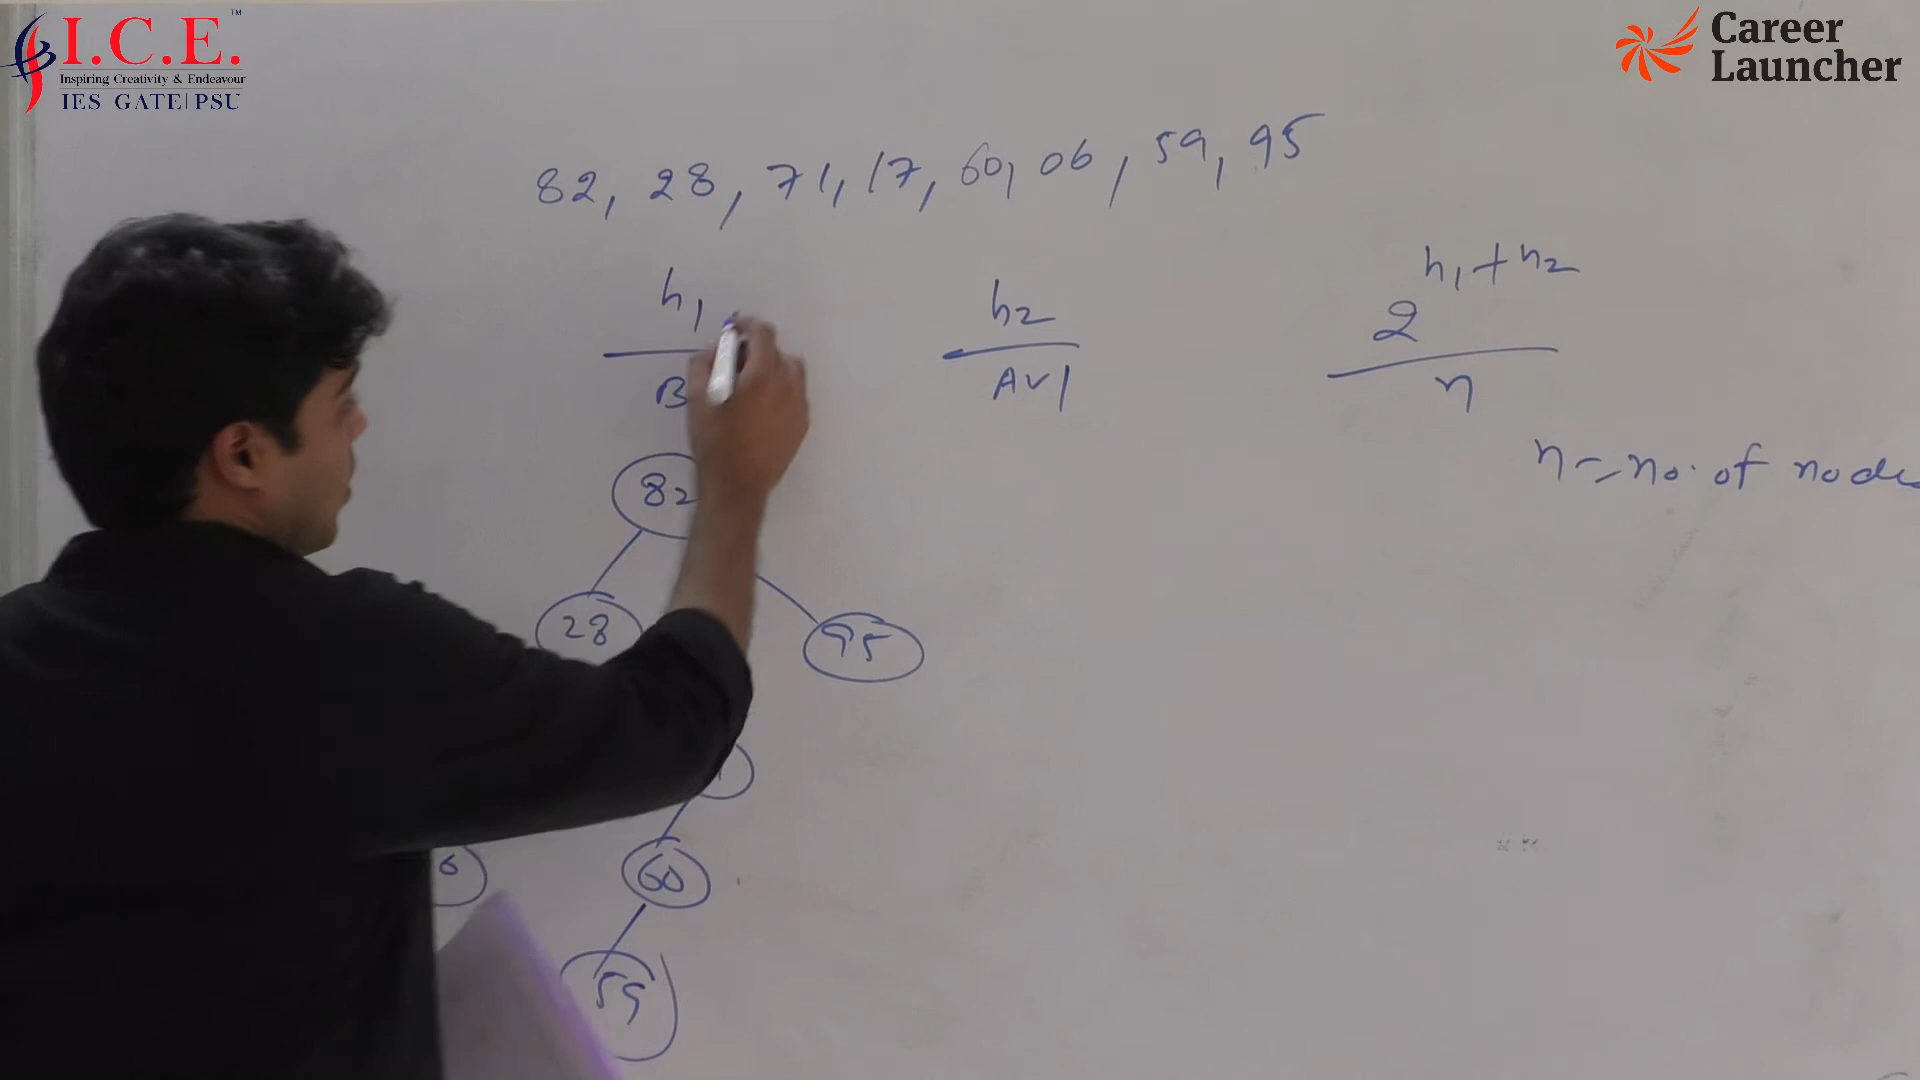 I.C.E. ™
Inspiring Creativity & Endeavour
IES GATE|PSU
Career
Launcher
82, 28, 71, 17, 60, 06, 59, 95
h1
B
h2
AVl
2^h1+h2
n
n = no. of node
82
28
95
60
59